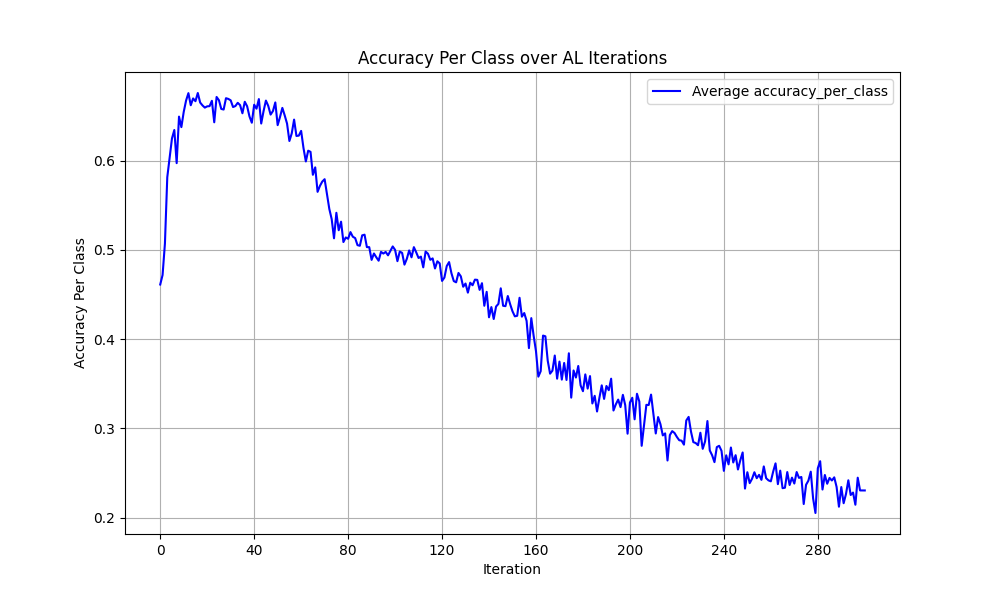 Accuracy Per Class over AL Iterations
Average accuracy_per_class
Accuracy Per Class
0.6
0.5
0.4
0.3
0.2
0 40 80 120 160 200 240 280
Iteration